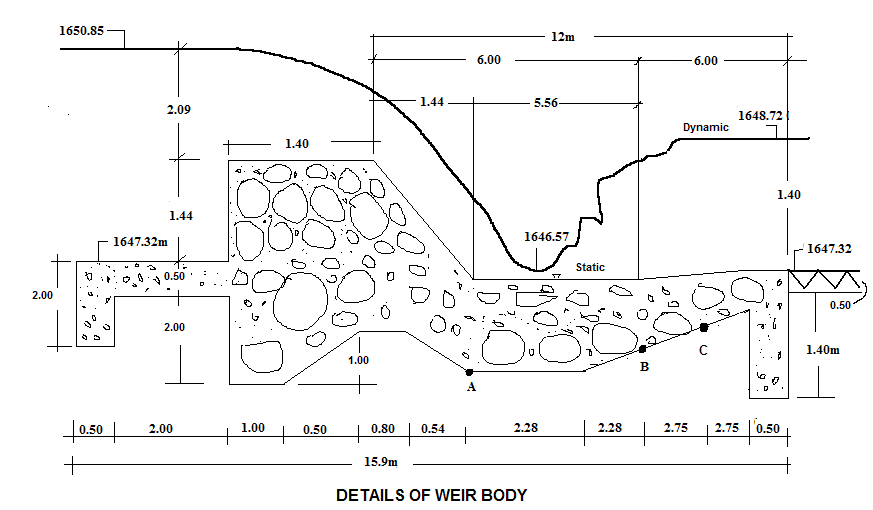 1650.85
12m
6.00
6.00
1.44
5.56
2.09
1648.72
Dynamic
1.40
1.40
1.44
1646.57
1647.32m
1647.32
Static
0.50
2.00
0.50
2.00
1.00
1.40m
A
B
C
0.50
2.00
1.00
0.50
0.80
0.54
2.28
2.28
2.75
2.75
0.50
15.9m
DETAILS OF WEIR BODY